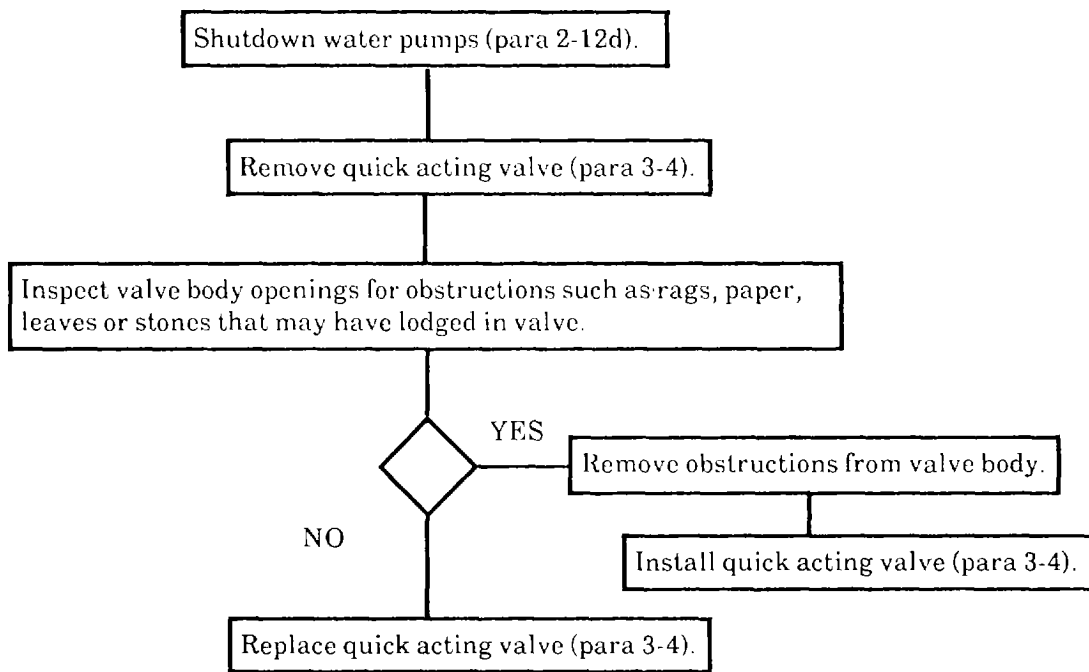 Shutdown water pumps (para 2-12d).
Remove quick acting valve (para 3-4).
Inspect valve body openings for obstructions such as rags, paper,
leaves or stones that may have lodged in valve.
YES
Remove obstructions from valve body.
NO
Install quick acting valve (para 3-4).
Replace quick acting valve (para 3-4).